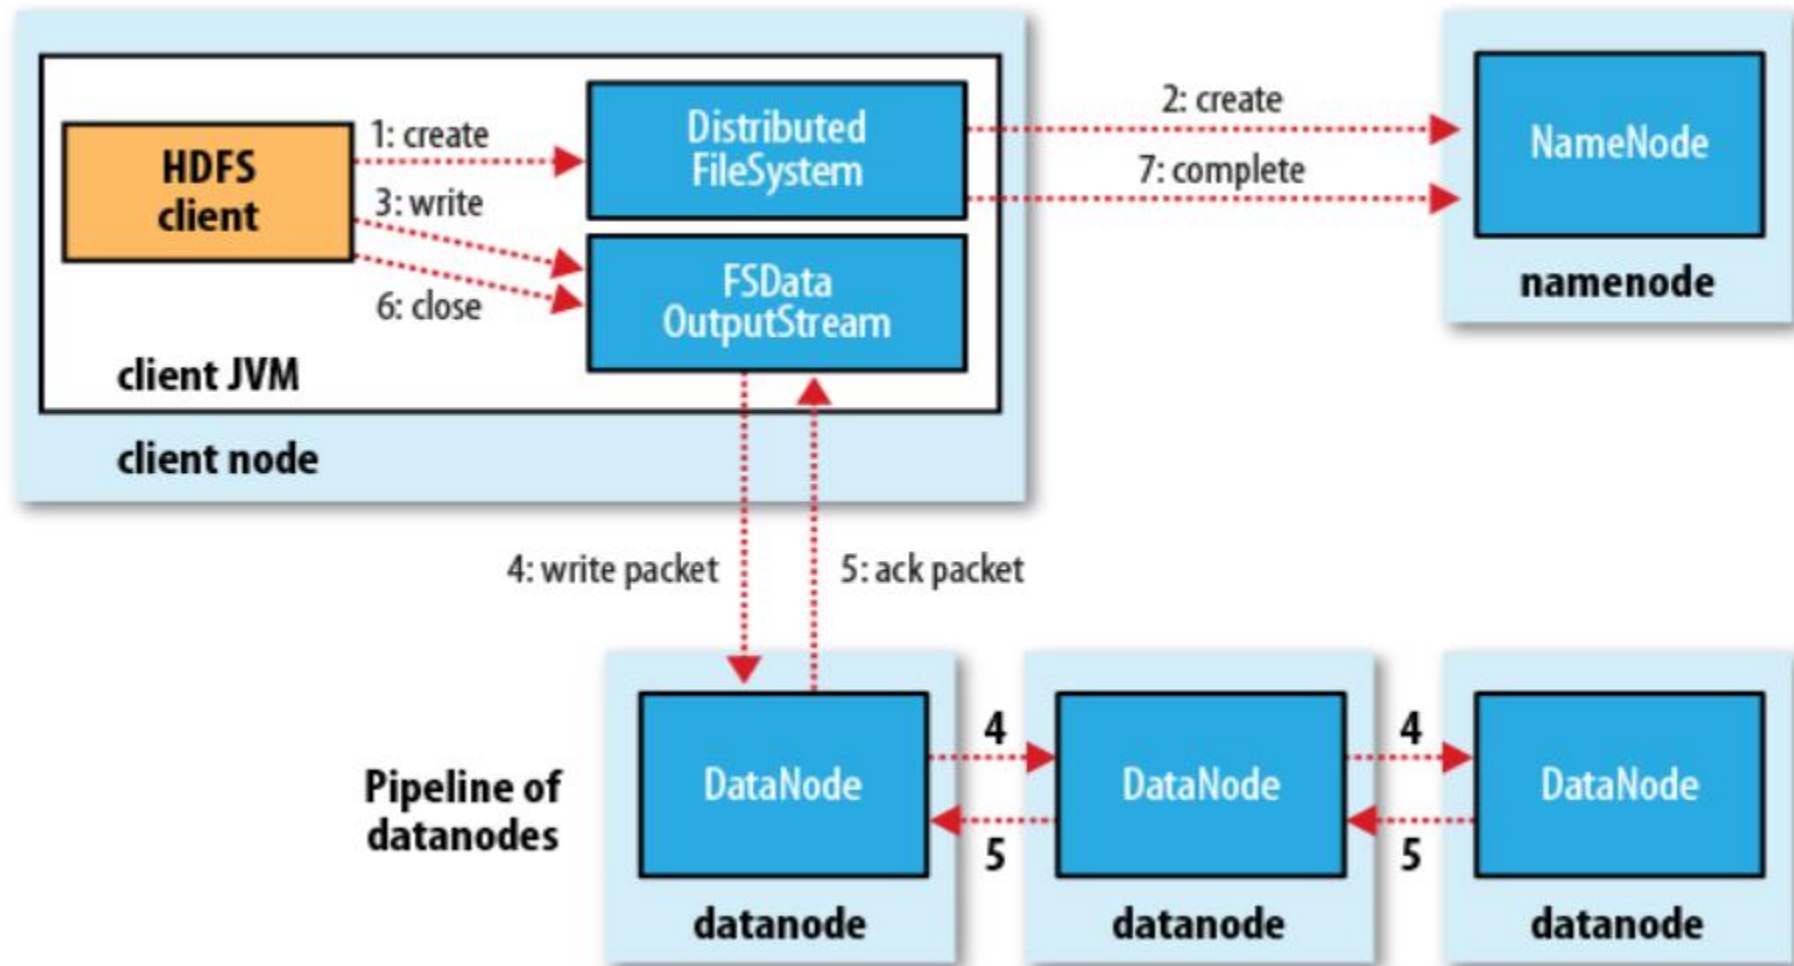 HDFS
client
1: create
3: write
6: close
Distributed
FileSystem
FSData
OutputStream
client JVM
client node
2: create
7: complete
NameNode
namenode
4: write packet
5: ack packet
Pipeline of
datanodes
DataNode
datanode
4
5
DataNode
datanode
4
5
DataNode
datanode